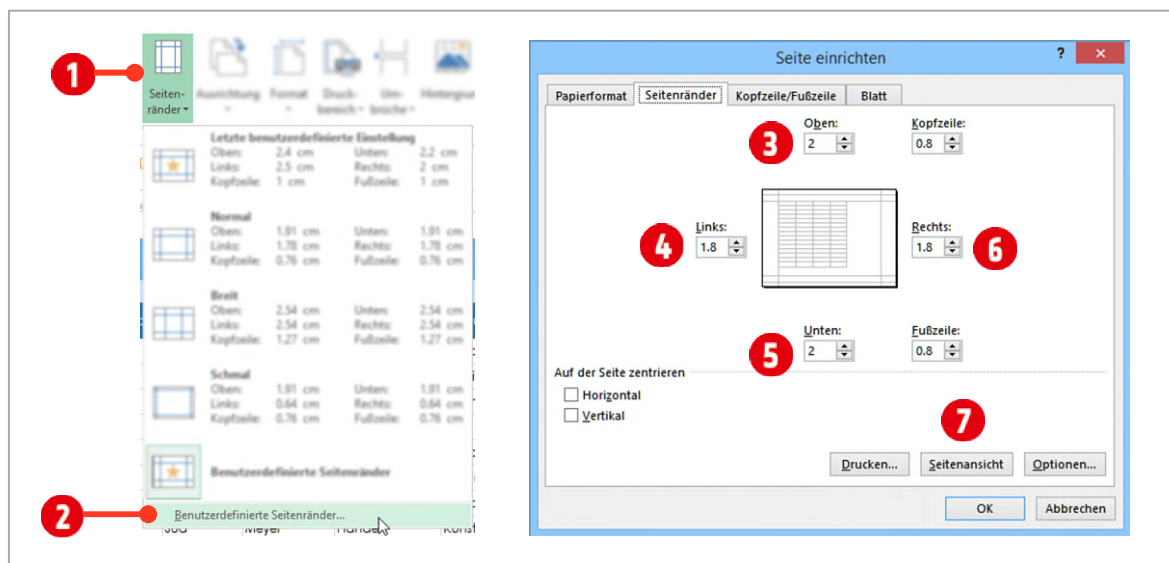 1
Seiten-
ränder
Ausrichtung
Format
Druck-
bereich
Um-
brüche
Hintergrun
Letzte benutzerdefinierte Einstellung
Oben: 2.4 cm Unten: 2.2 cm
Links: 2.5 cm Rechts: 2 cm
Kopfzeile: 1 cm Fußzeile: 1 cm
Normal
Oben: 1.91 cm Unten: 1.91 cm
Links: 1.78 cm Rechts: 1.78 cm
Kopfzeile: 0.76 cm Fußzeile: 0.76 cm
Breit
Oben: 2.54 cm Unten: 2.54 cm
Links: 2.54 cm Rechts: 2.54 cm
Kopfzeile: 1.27 cm Fußzeile: 1.27 cm
Schmal
Oben: 1.91 cm Unten: 1.91 cm
Links: 0.64 cm Rechts: 0.64 cm
Kopfzeile: 0.76 cm Fußzeile: 0.76 cm
Benutzerdefinierte Seitenränder
2 Benutzerdefinierte Seitenränder...
Seite einrichten ?
Papierformat Seitenränder Kopfzeile/Fußzeile Blatt
Oben: Kopfzeile:
3 2 0.8
Links: Rechts:
4 1.8 1.8 6
Unten: Fußzeile:
5 2 0.8
Auf der Seite zentrieren
Horizontal
Vertikal
7
Drucken... Seitenansicht Optionen...
OK Abbrechen